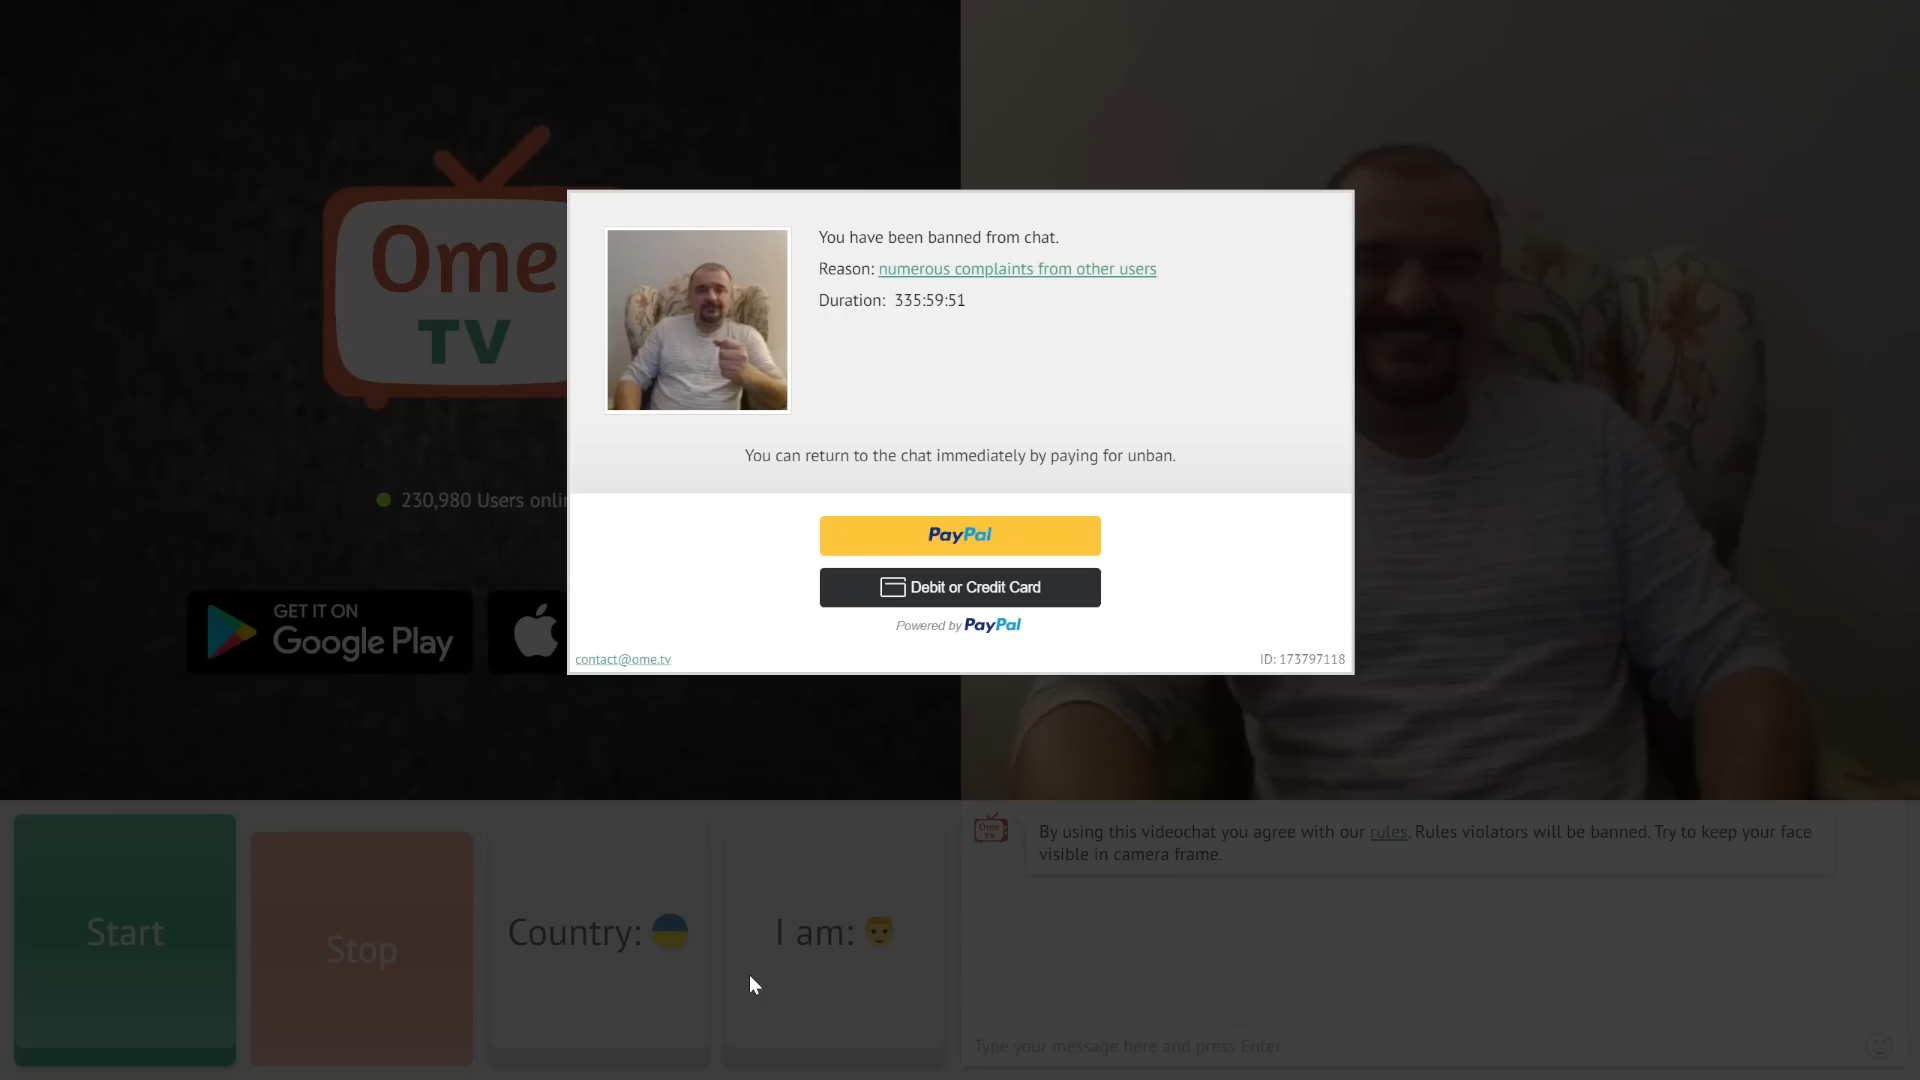 Ome
TV
230,980 Users onlin
GET IT ON
Google Play
You have been banned from chat.
Reason: numerous complaints from other users
Duration: 335:59:51
You can return to the chat immediately by paying for unban.
PayPal
Debit or Credit Card
Powered by PayPal
contact@ome.tv
ID: 173797118
Start
Stop
Country:
I am:
Ome
TV
By using this videochat you agree with our rules. Rules violators will be banned. Try to keep your face
visible in camera frame.
Type your message here and press Enter